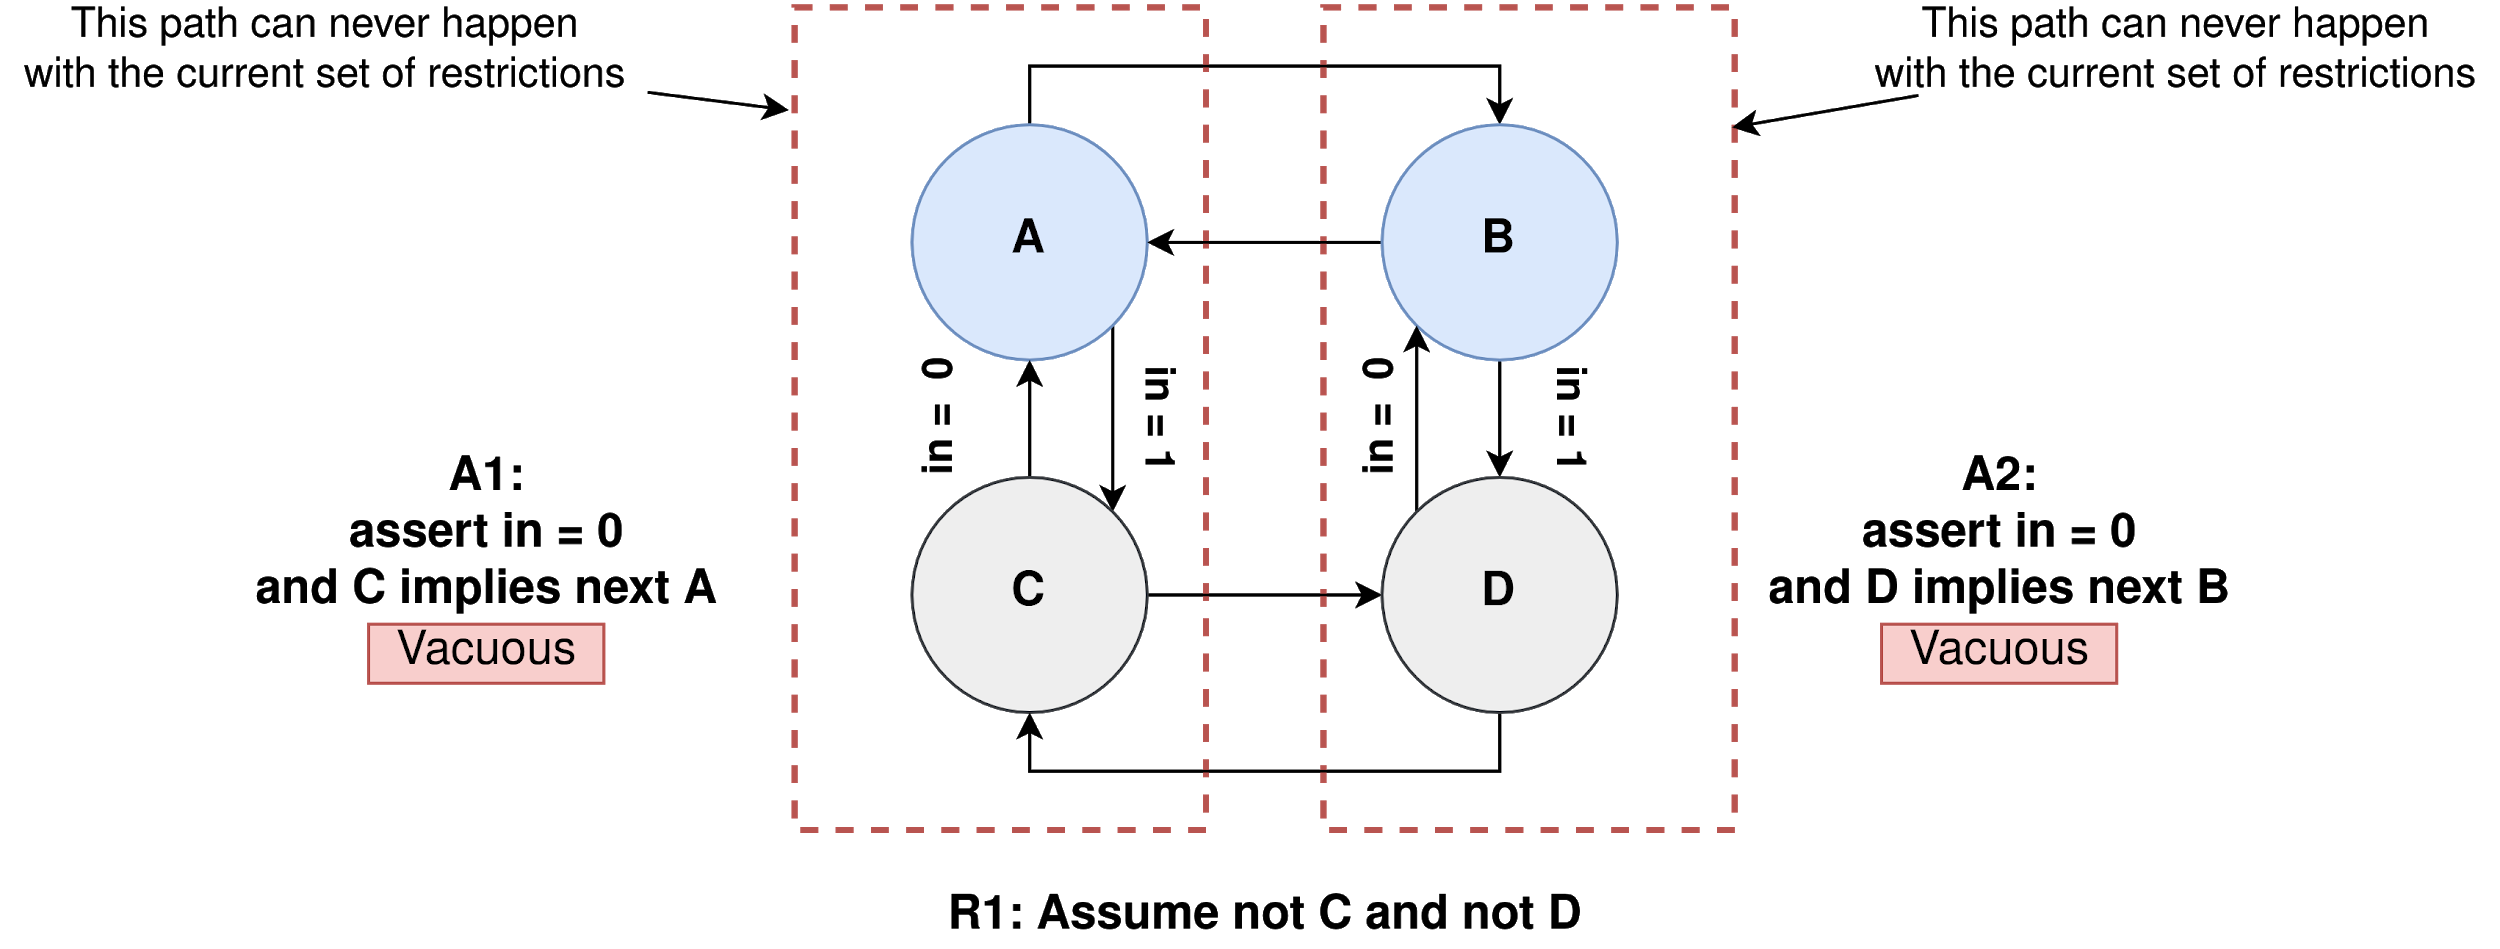 This path can never happen
with the current set of restrictions
This path can never happen
with the current set of restrictions
A
B
in = 0
in = 1
in = 0
in = 1
A1:
assert in = 0
and C implies next A
Vacuous
C
D
A2:
assert in = 0
and D implies next B
Vacuous
R1: Assume not C and not D